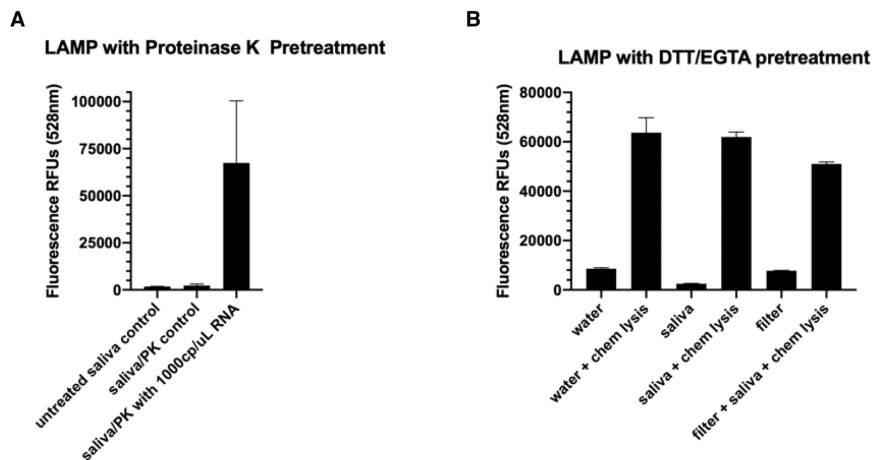 A
LAMP with Proteinase K Pretreatment
Fluorescence RFUs (528nm)
100000
75000
50000
25000
0
untreated saliva control
saliva/PK control
saliva/PK with 1000cp/uL RNA
B
LAMP with DTT/EGTA pretreatment
Fluorescence RFUs (528nm)
80000
60000
40000
20000
0
water
water + chem lysis
saliva
saliva + chem lysis
filter
filter + saliva + chem lysis